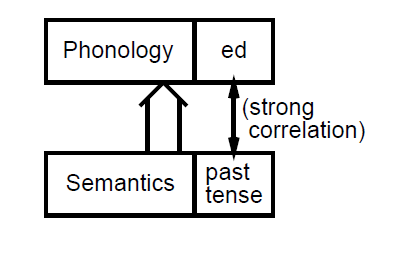 Phonology
ed
(strong
correlation)
Semantics
past
tense